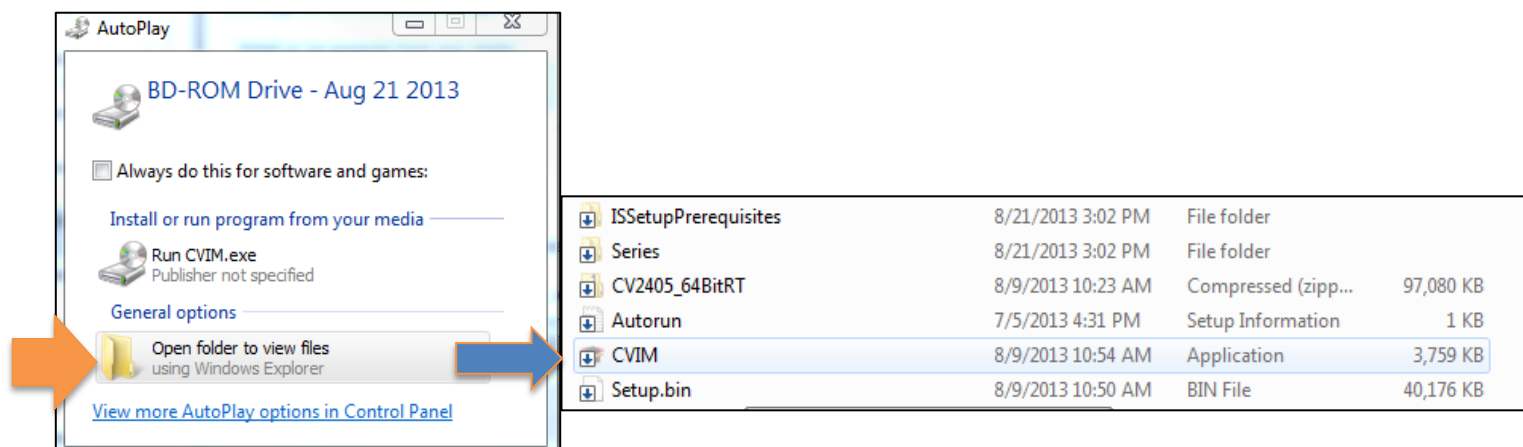 AutoPlay
BD-ROM Drive - Aug 21 2013
Always do this for software and games:
Install or run program from your media
Run CVIM.exe
Publisher not specified
General options
Open folder to view files
using Windows Explorer
View more AutoPlay options in Control Panel
ISSetupPrerequisites 8/21/2013 3:02 PM File folder
Series 8/21/2013 3:02 PM File folder
CV2405_64BitRT 8/9/2013 10:23 AM Compressed (zipp... 97,080 KB
Autorun 7/5/2013 4:31 PM Setup Information 1 KB
CVIM 8/9/2013 10:54 AM Application 3,759 KB
Setup.bin 8/9/2013 10:50 AM BIN File 40,176 KB